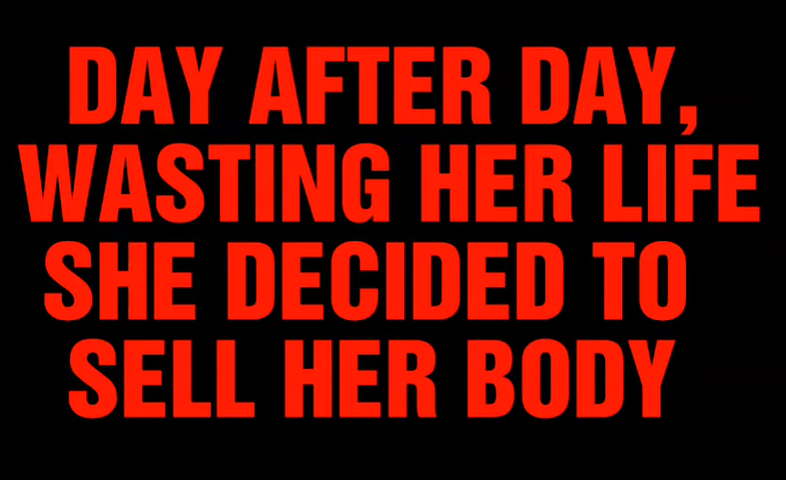 DAY AFTER DAY,
WASTING HER LIFE
SHE DECIDED TO
SELL HER BODY